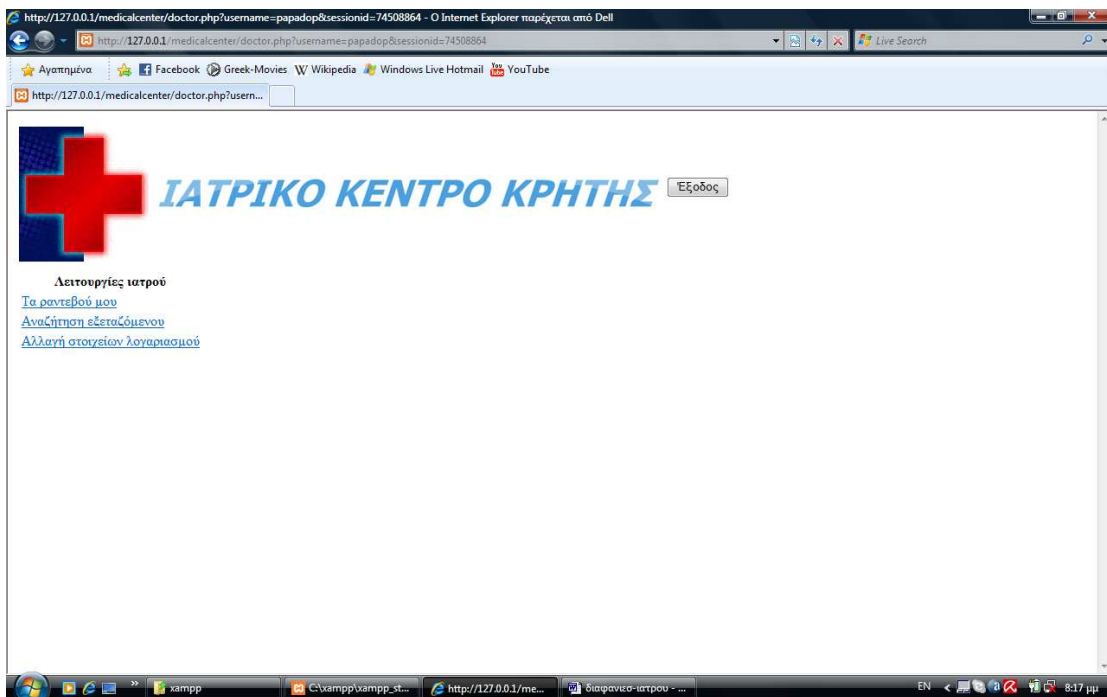 http://127.0.0.1/medicalcenter/doctor.php?username=papadop&sessionid=74508864 - Ο Internet Explorer παρέχεται από Dell
http://127.0.0.1/medicalcenter/doctor.php?username=papadop&sessionid=74508864
Live Search
Αγαπημένα Facebook Greek-Movies W Wikipedia Windows Live Hotmail YouTube
http://127.0.0.1/medicalcenter/doctor.php?usern...
ΙΑΤΡΙΚΟ ΚΕΝΤΡΟ ΚΡΗΤΗΣ Έξοδος
Λειτουργίες ιατρού
Τα ραντεβού μου
Αναζήτηση εξεταζόμενου
Αλλαγή στοιχείων λογαριασμού
xampp C:\xampp\xampp_st... http://127.0.0.1/me... διαφανιεσ-ιατρου - ... EN 8:17 μμ